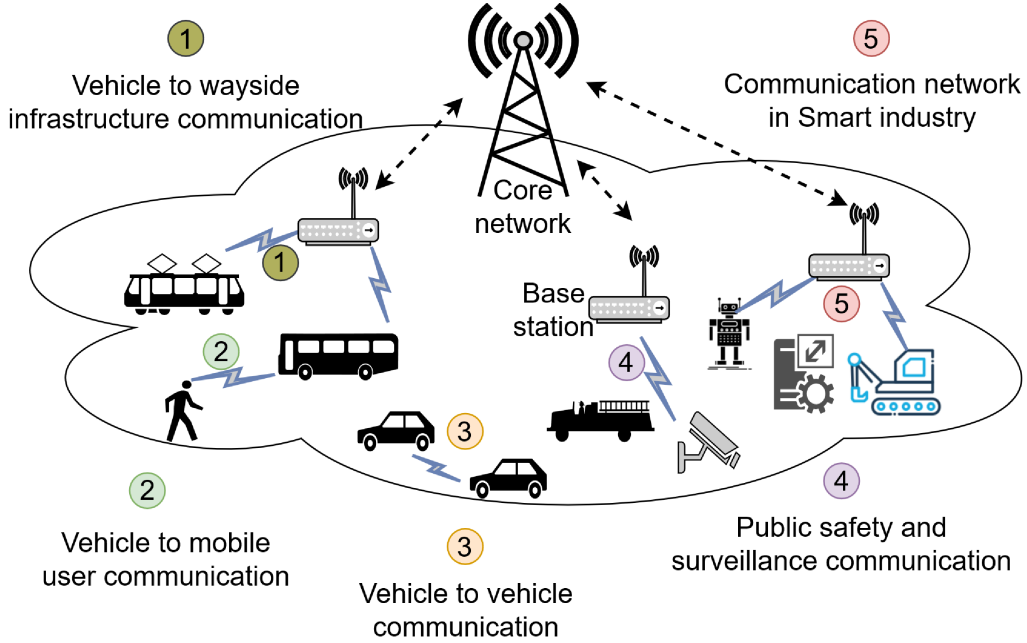 1
Vehicle to wayside
infrastructure communication
5
Communication network
in Smart industry
Core
network
1
Base
station
5
2
4
3
2
Vehicle to mobile
user communication
3
Vehicle to vehicle
communication
4
Public safety and
surveillance communication